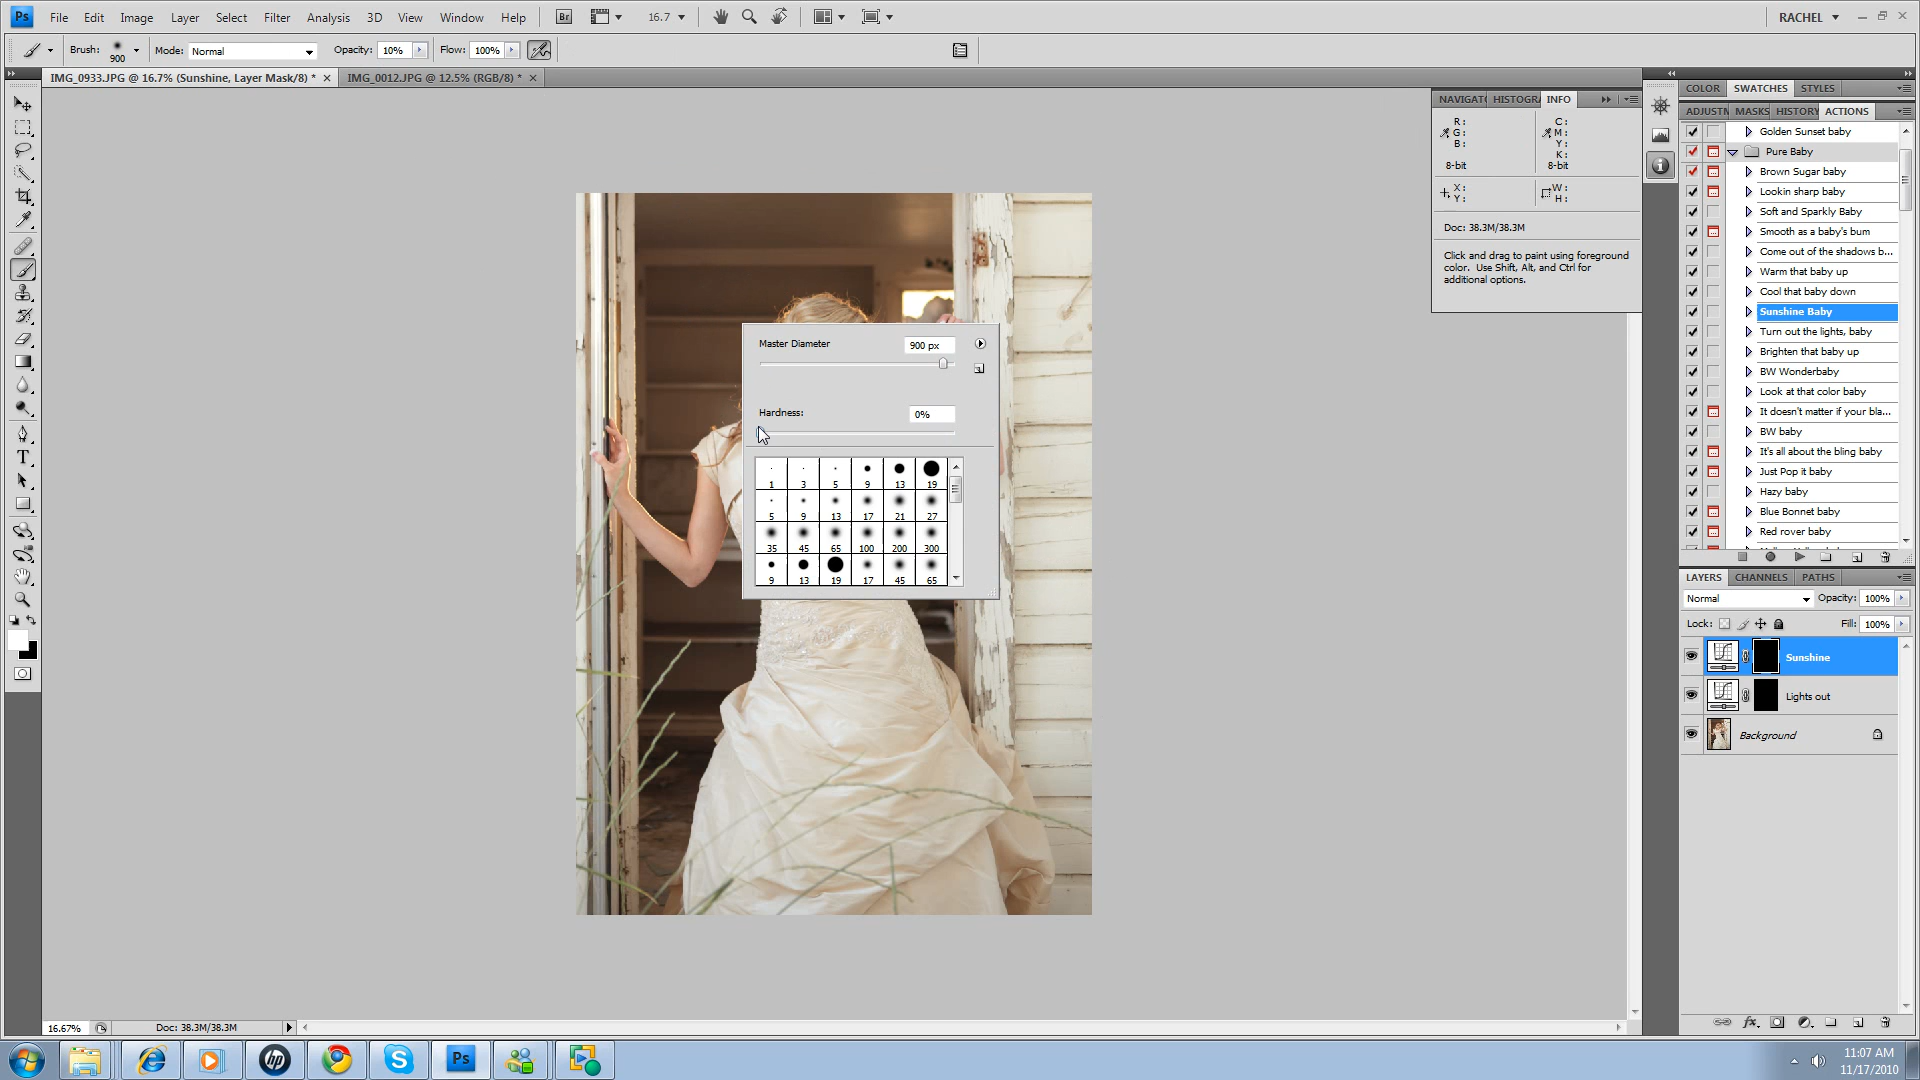 Ps File Edit Image Layer Select Filter Analysis 3D View Window Help Br 16.7 RACHEL
Brush: 900 Mode: Normal Opacity: 10% Flow: 100%
IMG_0933.JPG @ 16.7% (Sunshine, Layer Mask/8) * IMG_0012.JPG @ 12.5% (RGB/8) *
NAVIGAT HISTOGRA INFO
R: G: B: C: M: Y: K:
8-bit 8-bit
X: Y: W: H:
Doc: 38.3M/38.3M
Click and drag to paint using foreground
color. Use Shift, Alt, and Ctrl for
additional options.
COLOR SWATCHES STYLES
ADJUSTM MASKS HISTORY ACTIONS
Golden Sunset baby
Pure Baby
Brown Sugar baby
Lookin sharp baby
Soft and Sparkly Baby
Smooth as a baby's bum
Come out of the shadows b...
Warm that baby up
Cool that baby down
Sunshine Baby
Turn out the lights, baby
Brighten that baby up
BW Wonderbaby
Look at that color baby
It doesn't matter if your bla...
BW baby
It's all about the bling baby
Just Pop it baby
Hazy baby
Blue Bonnet baby
Red rover baby
Master Diameter 900 px
Hardness: 0%
1 3 5 9 13 19
5 9 13 17 21 27
35 45 65 100 200 300
9 13 19 17 45 65
LAYERS CHANNELS PATHS
Normal Opacity: 100%
Lock: Fill: 100%
Sunshine
Lights out
Background
fx
T
16.67% Doc: 38.3M/38.3M
hp S Ps
11:07 AM
11/17/2010